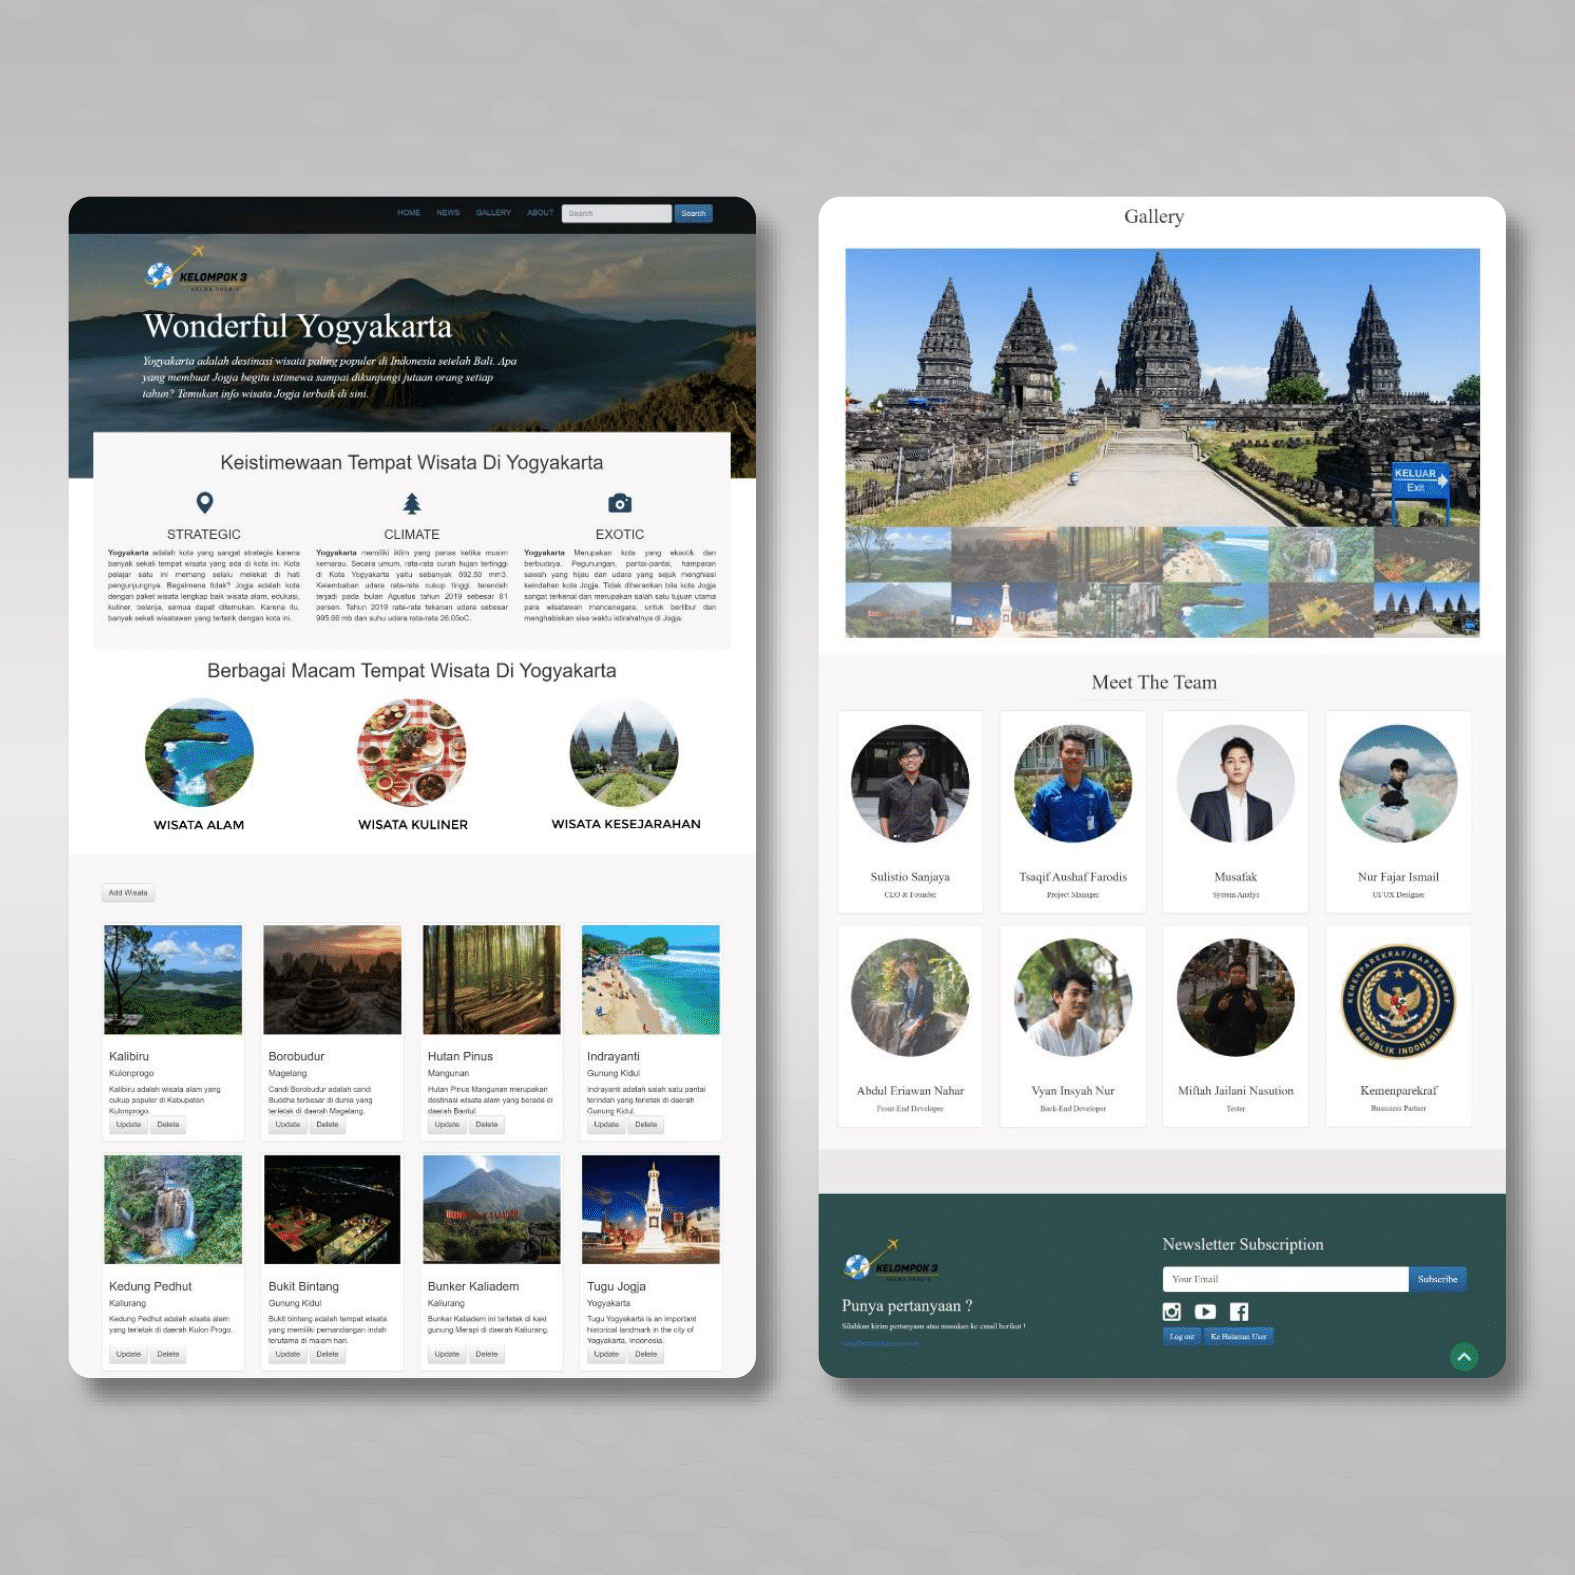 HOME NEWS GALLERY ABOUT Search Search
KELOMPOK 3
Wonderful Yogyakarta
Yogyakarta adalah destinasi wisata paling populer di Indonesia setelah Bali. Apa
yang membuat Jogja begitu istimewa sampai dikunjungi jutaan orang setiap
tahun? Temukan info wisata Jogja terbaik di sini.
Keistimewaan Tempat Wisata Di Yogyakarta
STRATEGIC
Yogyakarta adalah kota yang sangat strategis karena
banyak sekali tempat wisata yang ada di kota ini. Kota
pelajar satu ini memang selalu melekat di hati
pengunjungnya. Bagaimana tidak? Jogja adalah kota
dengan paket wisata lengkap baik wisata alam, edukasi,
kuliner, belanja, semua dapat ditemukan. Karena itu,
banyak sekali wisatawan yang tertarik dengan kota ini.
CLIMATE
Yogyakarta memiliki iklim yang panas ketika musim
kemarau. Secara umum, rata-rata curah hujan tertinggi
di Kota Yogyakarta yaitu sebanyak 692.50 mm3.
Kelembaban udara rata-rata cukup tinggi, terendah
terjadi pada bulan Agustus tahun 2019 sebesar 81
persen. Tahun 2019 rata-rata tekanan udara sebesar
995.66 mb dan suhu udara rata-rata 26.05oC.
EXOTIC
Yogyakarta Merupakan kota yang eksotik dan
berbudaya. Pegunungan, pantai-pantai, hamparan
sawah yang hijau dan udara yang sejuk menghiasi
keindahan kota Jogja. Tidak diherankan bila kota Jogja
sangat terkenal dan merupakan salah satu tujuan utama
para wisatawan mancanegara, untuk berlibur dan
menghabiskan sisa waktu istirahatnya di Jogja.
Berbagai Macam Tempat Wisata Di Yogyakarta
WISATA ALAM
WISATA KULINER
WISATA KESEJARAHAN
Add Wisata
Kalibiru
Kulonprogo
Kalibiru adalah wisata alam yang
cukup populer di Kabupaten
Kulonprogo.
Update Delete
Borobudur
Magelang
Candi Borobudur adalah candi
Buddha terbesar di dunia yang
terletak di daerah Magelang.
Update Delete
Hutan Pinus
Mangunan
Hutan Pinus Mangunan merupakan
destinasi wisata alam yang berada di
daerah Bantul.
Update Delete
Indrayanti
Gunung Kidul
Indrayanti adalah salah satu pantai
terindah yang terletak di daerah
Gunung Kidul.
Update Delete
Kedung Pedhut
Kaliurang
Kedung Pedhut adalah wisata alam
yang terletak di daerah Kulon Progo.
Update Delete
Bukit Bintang
Gunung Kidul
Bukit bintang adalah tempat wisata
yang memiliki pemandangan indah
terutama di malam hari.
Update Delete
Bunker Kaliadem
Kaliurang
Bunker Kaliadem ini terletak di kaki
gunung Merapi di daerah Kaliurang.
Update Delete
Tugu Jogja
Yogyakarta
Tugu Yogyakarta is an important
historical landmark in the city of
Yogyakarta, Indonesia.
Update Delete
Gallery
KELUAR
Exit
Meet The Team
Sulistio Sanjaya
CEO & Founder
Tsaqif Aushaf Farodis
Project Manager
Musafak
System Analys
Nur Fajar Ismail
UI/UX Designer
Abdul Eriawan Nahar
Front-End Developer
Vyan Insyah Nur
Back-End Developer
Miftah Jailani Nasution
Tester
KEMENPAREKRAF/BAPAREKRAF
REPUBLIK INDONESIA
Kemenparekraf
Bussiness Partner
KELOMPOK 3
Punya pertanyaan ?
Silahkan kirim pertanyaan atau masukan ke email berikut !
Newsletter Subscription
Your Email Subscribe
Log out Ke Halaman User